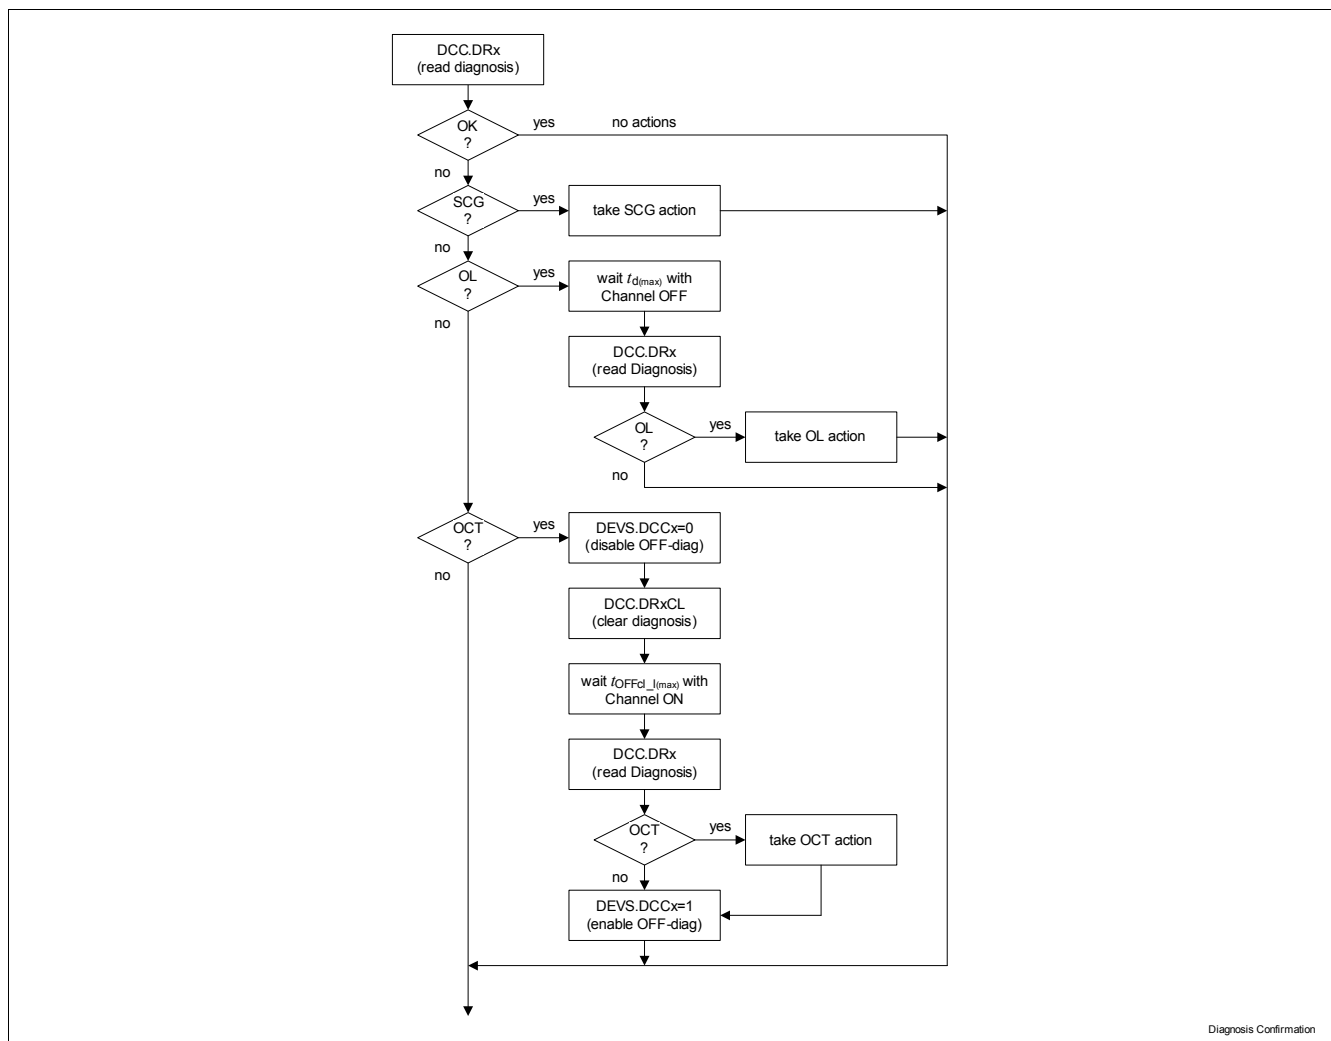 DCC.DRx
(read diagnosis)
OK
?
yes
no actions
no
SCG
?
yes
take SCG action
no
OL
?
yes
wait td(max) with
Channel OFF
no
DCC.DRx
(read Diagnosis)
OL
?
yes
take OL action
no
OCT
?
yes
DEVS.DCCx=0
(disable OFF-diag)
no
DCC.DRxCL
(clear diagnosis)
wait tOFFcl_l(max) with
Channel ON
DCC.DRx
(read Diagnosis)
OCT
?
yes
take OCT action
no
DEVS.DCCx=1
(enable OFF-diag)
Diagnosis Confirmation